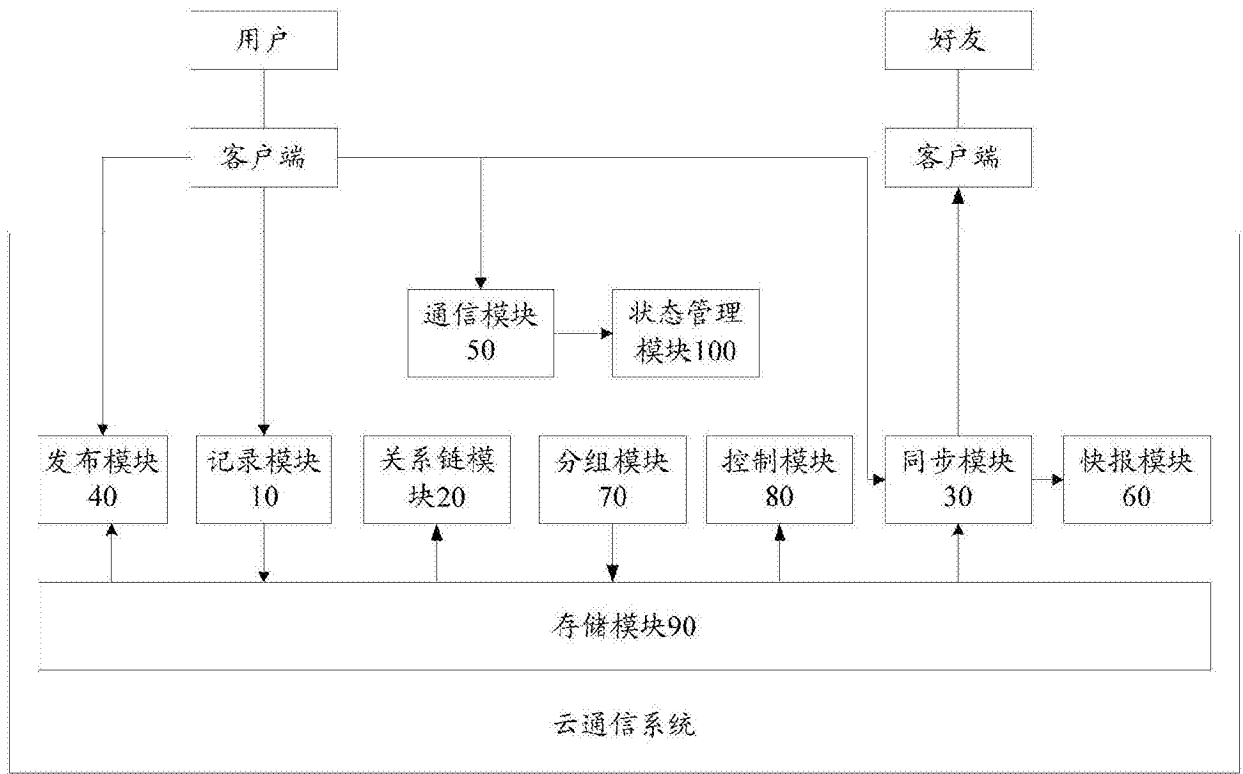 用户
好友
客户端
客户端
通信模块
50
状态管理
模块100
发布模块
40
记录模块
10
关系链模
块20
分组模块
70
控制模块
80
同步模块
30
快报模块
60
存储模块90
云通信系统